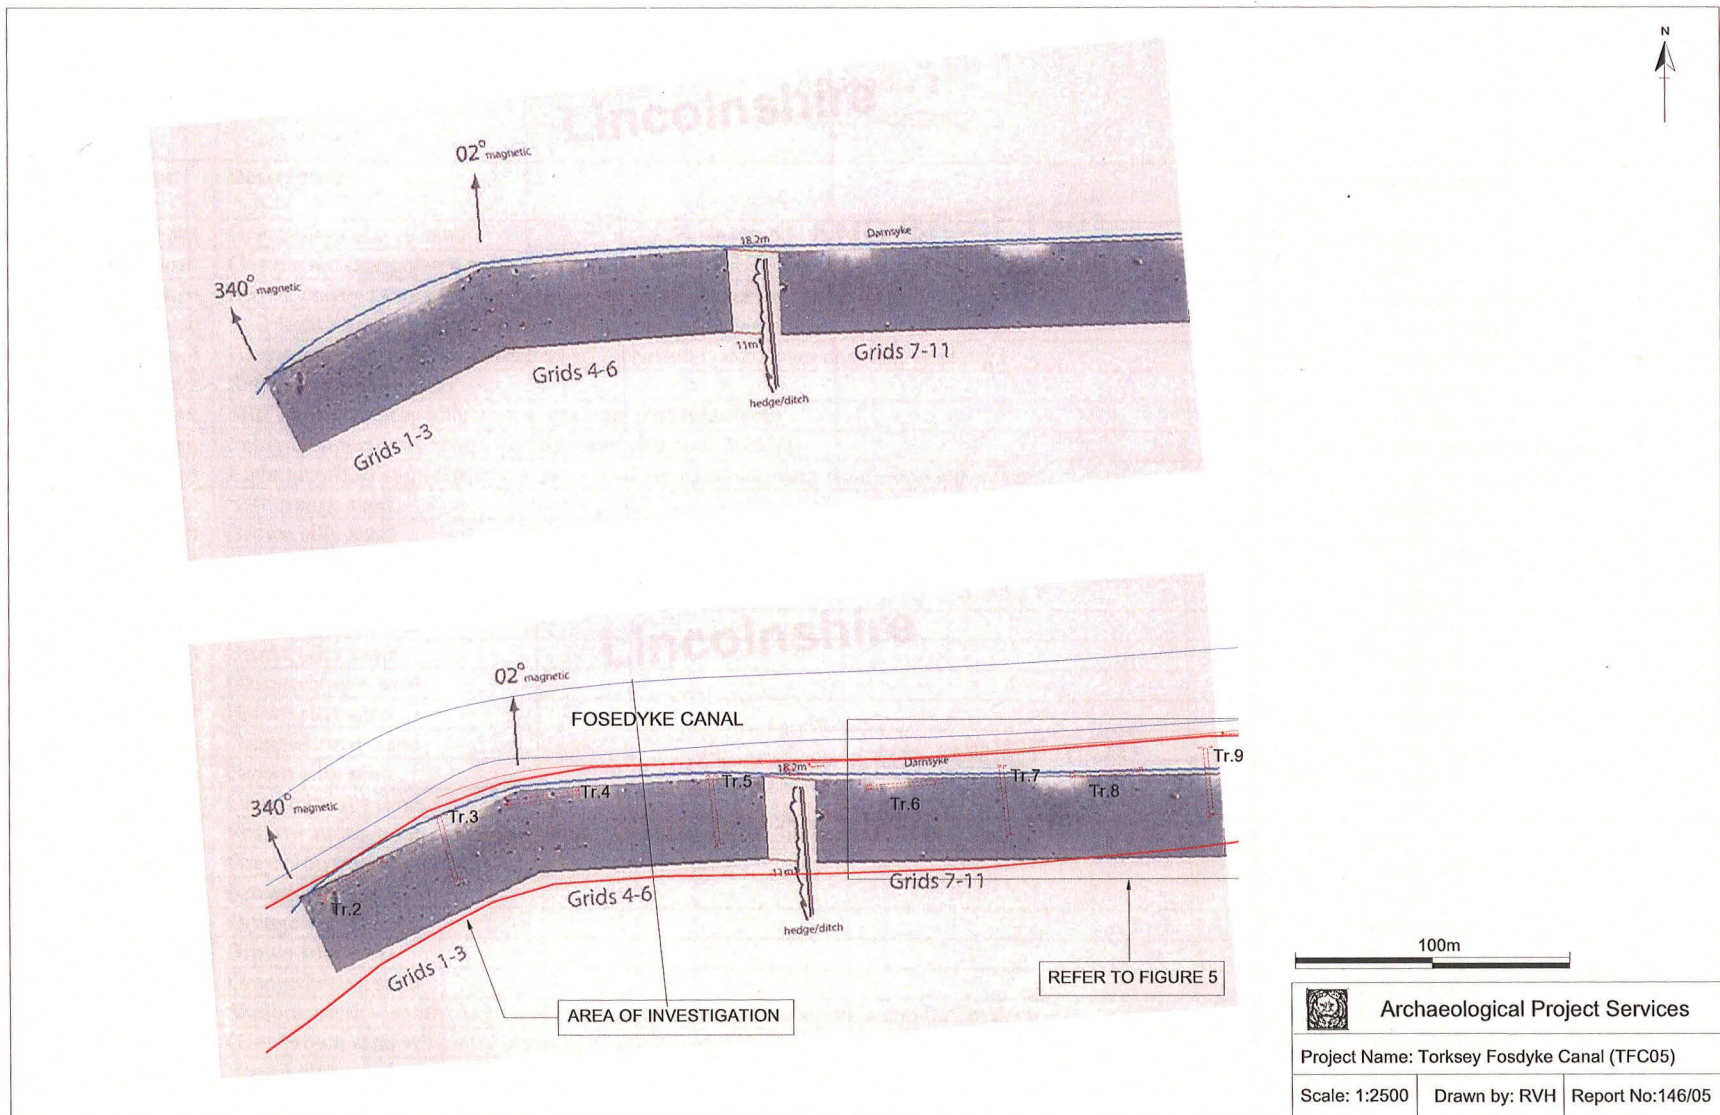 N
Lincolnshire
02° magnetic
340° magnetic
18.2m
Darnsyke
11m
Grids 1-3
Grids 4-6
Grids 7-11
hedge/ditch
Lincolnshire
02° magnetic
FOSEDYKE CANAL
340° magnetic
18.2m
Darnsyke
Tr.2
Tr.3
Tr.4
Tr.5
Tr.6
Tr.7
Tr.8
Tr.9
11m
Grids 1-3
Grids 4-6
Grids 7-11
hedge/ditch
REFER TO FIGURE 5
AREA OF INVESTIGATION
100m
Archaeological Project Services
Project Name: Torksey Fosdyke Canal (TFC05)
Scale: 1:2500
Drawn by: RVH
Report No:146/05